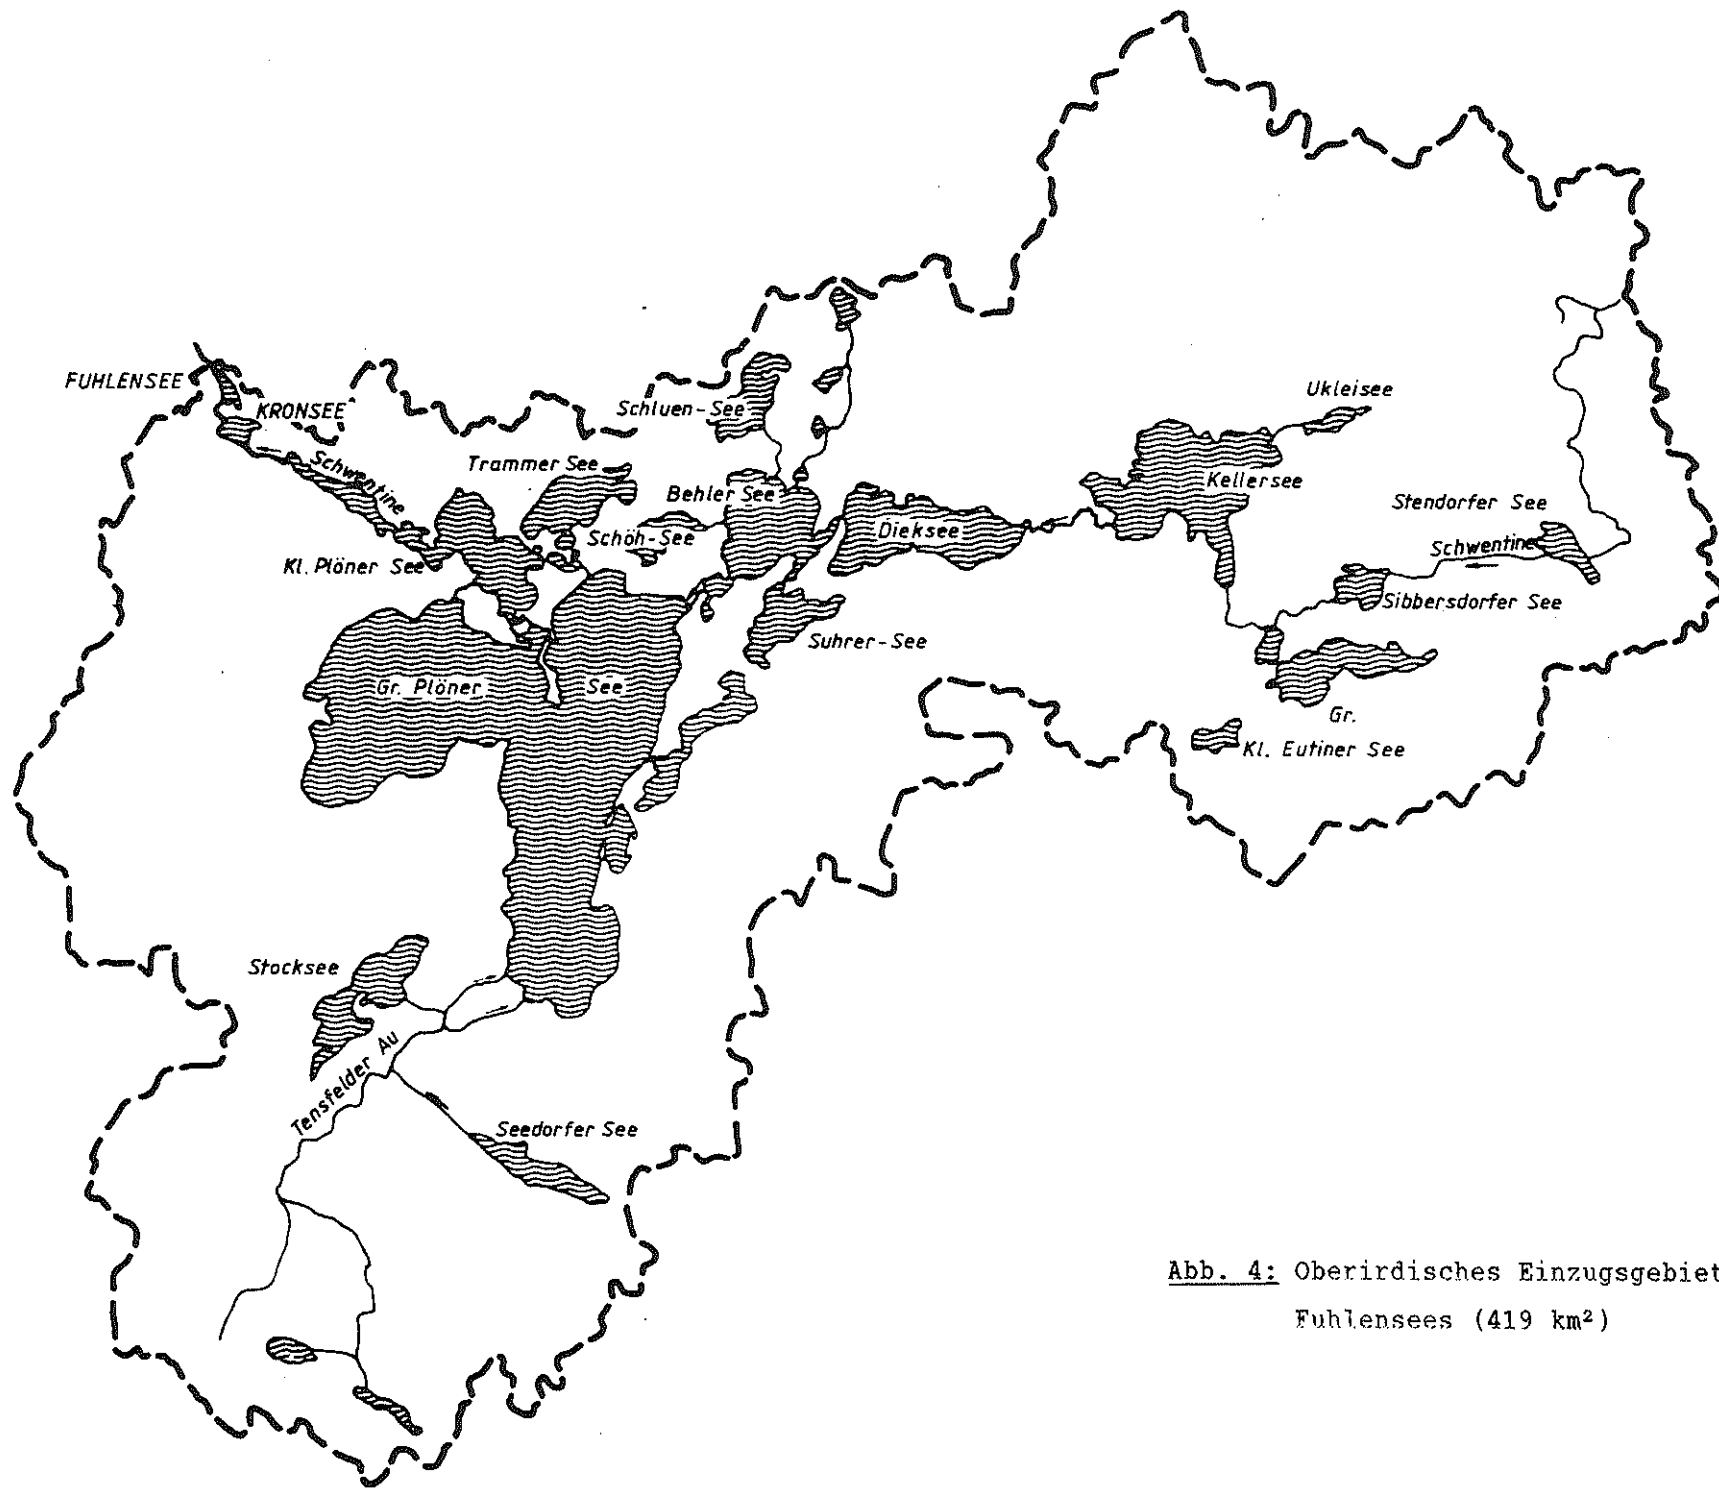 FUHLENSEE
KRONSEE
Schluen-See
Ukleisee
Schwentine
Trammer See
Behler See
Kellersee
Stendorfer See
Schöh-See
Dieksee
Kl. Plöner See
Schwentine
Sibbersdorfer See
Suhrer-See
Gr. Plöner See
Gr.
Kl. Eutiner See
Stocksee
Tensfelder Au
Seedorfer See
Abb. 4: Oberirdisches Einzugsgebiet
Fuhlensees (419 km²)